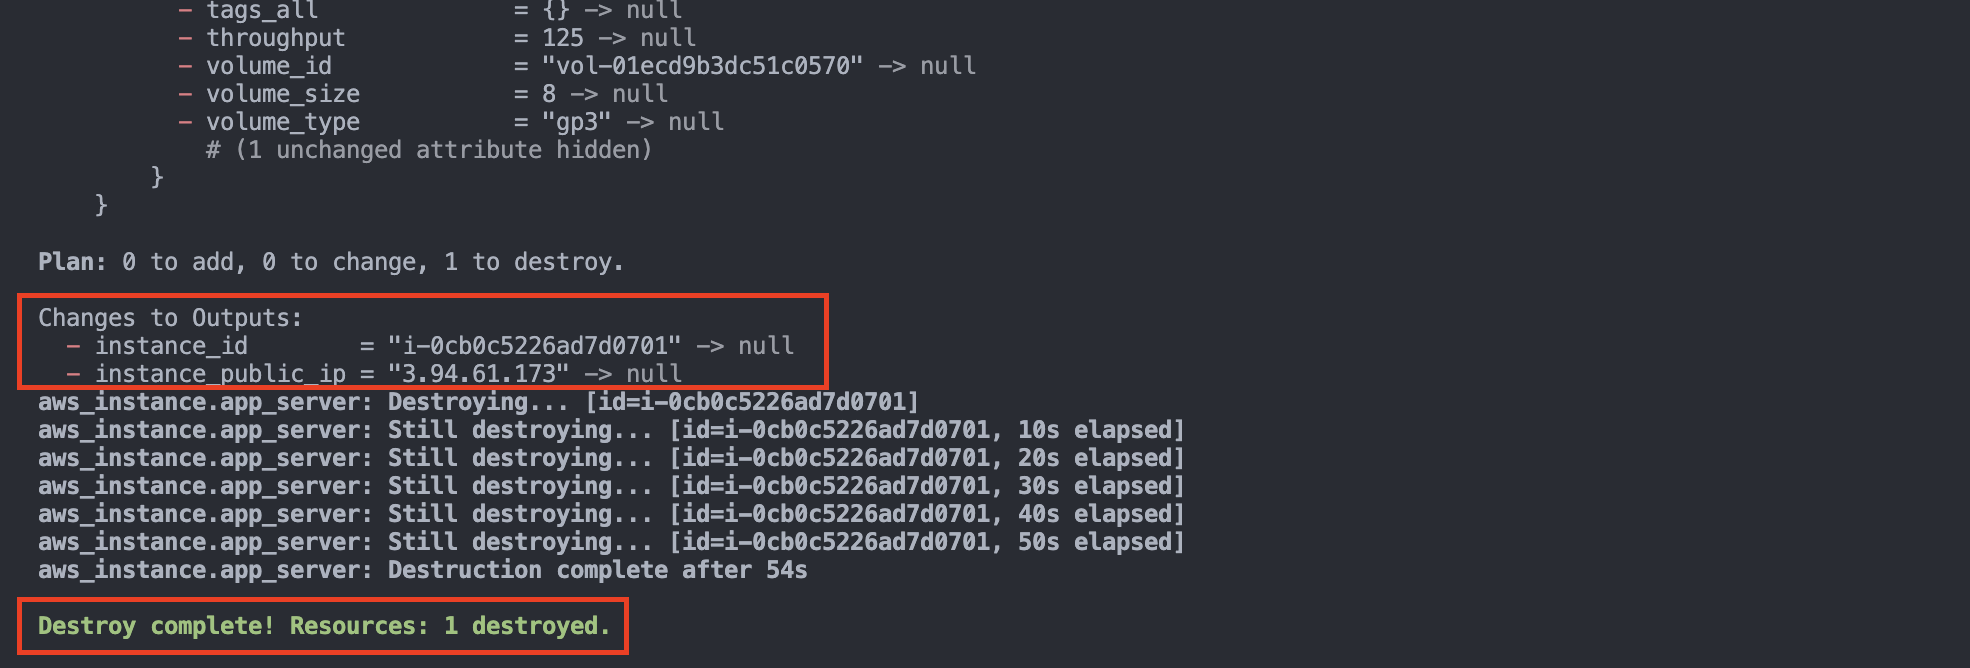 - tags_all = {} -> null
- throughput = 125 -> null
- volume_id = "vol-01ecd9b3dc51c0570" -> null
- volume_size = 8 -> null
- volume_type = "gp3" -> null
# (1 unchanged attribute hidden)
}
}
Plan: 0 to add, 0 to change, 1 to destroy.
Changes to Outputs:
- instance_id = "i-0cb0c5226ad7d0701" -> null
- instance_public_ip = "3.94.61.173" -> null
aws_instance.app_server: Destroying... [id=i-0cb0c5226ad7d0701]
aws_instance.app_server: Still destroying... [id=i-0cb0c5226ad7d0701, 10s elapsed]
aws_instance.app_server: Still destroying... [id=i-0cb0c5226ad7d0701, 20s elapsed]
aws_instance.app_server: Still destroying... [id=i-0cb0c5226ad7d0701, 30s elapsed]
aws_instance.app_server: Still destroying... [id=i-0cb0c5226ad7d0701, 40s elapsed]
aws_instance.app_server: Still destroying... [id=i-0cb0c5226ad7d0701, 50s elapsed]
aws_instance.app_server: Destruction complete after 54s
Destroy complete! Resources: 1 destroyed.